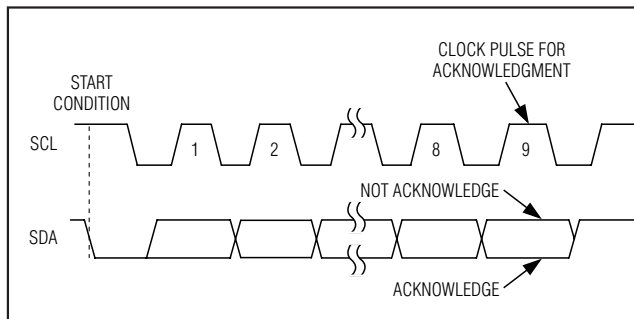 CLOCK PULSE FOR
ACKNOWLEDGMENT
START
CONDITION
SCL
1
2
8
9
NOT ACKNOWLEDGE
SDA
ACKNOWLEDGE